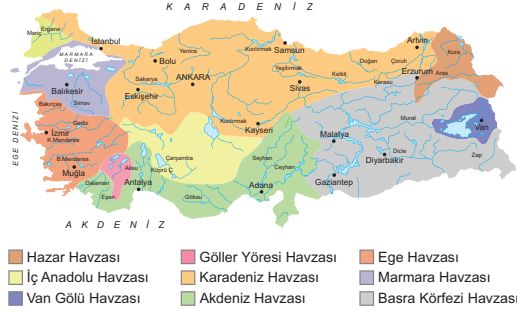 K A R A D E N İ Z
Ergene
Meriç
İstanbul
MARMARA
DENİZİ
Bolu
Yenice
Kızılırmak
Samsun
Artvin
Doğan
Çoruh
Kura
Yeşilırmak
Kelkit
Erzurum
Aras
Karasu
Balıkesir
Sakarya
ANKARA
Sivas
Eskişehir
Bakırçay
Simav
EGE DENİZİ
Gediz
İzmir
K.Menderes
Kızılırmak
Kayseri
Murat
Van
Malatya
B.Menderes
Aksu
Çarşamba
Seyhan
Ceyhan
Dicle
Diyarbakır
Zap
Muğla
Köprü Ç.
Dalaman
Antalya
Adana
Gaziantep
Eşen
Göksu
A K D E N İ Z
Hazar Havzası
Göller Yöresi Havzası
Ege Havzası
İç Anadolu Havzası
Karadeniz Havzası
Marmara Havzası
Van Gölü Havzası
Akdeniz Havzası
Basra Körfezi Havzası